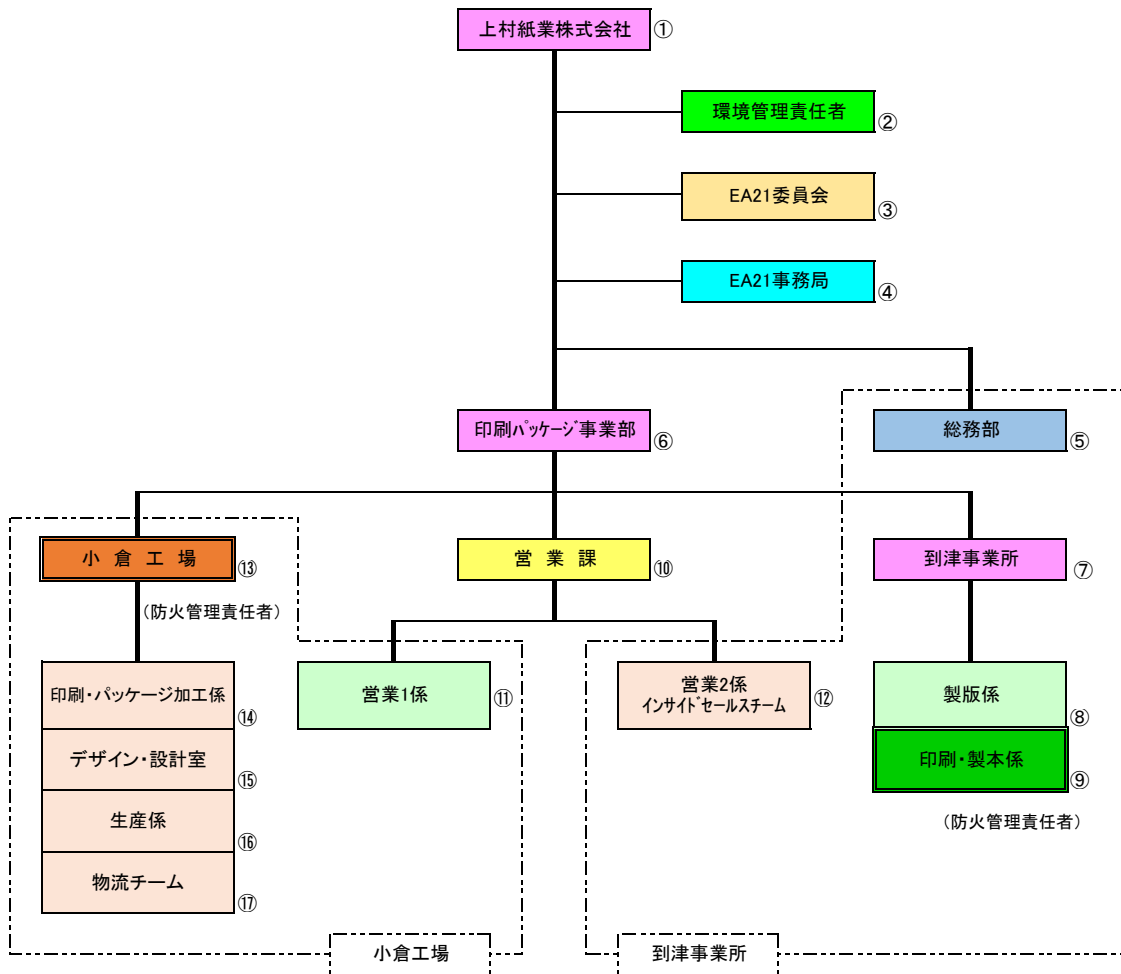 上村紙業株式会社 ①
環境管理責任者 ②
EA21委員会 ③
EA21事務局 ④
印刷ﾊﾟｯｹｰｼﾞ事業部 ⑥
総務部 ⑤
小 倉 工 場 ⑬
営 業 課 ⑩
到津事業所 ⑦
（防火管理責任者）
印刷・パッケージ加工係 ⑭
デザイン・設計室 ⑮
生産係 ⑯
物流チーム ⑰
営業1係 ⑪
営業2係
ｲﾝｻｲﾄﾞｾｰﾙｽﾁｰﾑ ⑫
製版係 ⑧
印刷・製本係 ⑨
（防火管理責任者）
小倉工場
到津事業所